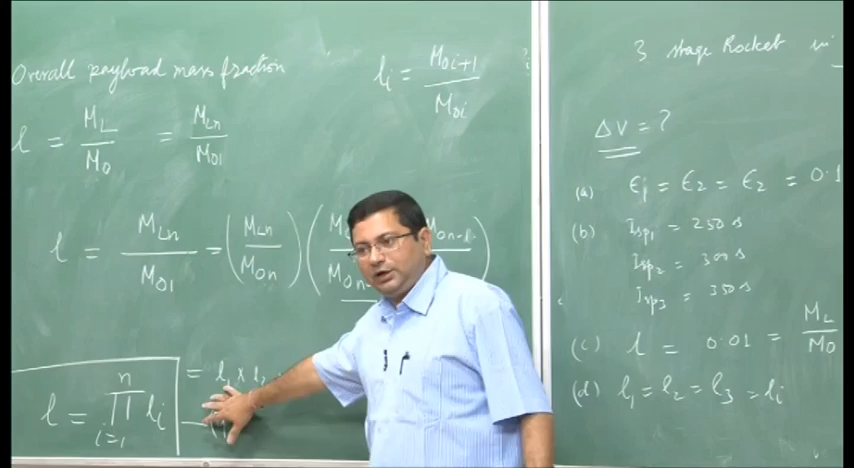 Overall payload mass fraction
l = M_L / M_0 = M_Ln / M_01
l_i = M_0i+1 / M_0i
l = M_Ln / M_01 = (M_Ln / M_0n) ( M_0n-1 )
l = ∏ l_i
n
i=1
= l_1 × l_2
3 stage Rocket in
ΔV = ?
(a) ε_1 = ε_2 = ε_2 = 0.1
(b) I_sp1 = 250 s
I_sp2 = 300 s
I_sp3 = 350 s
(c) l = 0.01 = M_L / M_0
(d) l_1 = l_2 = l_3 = l_i